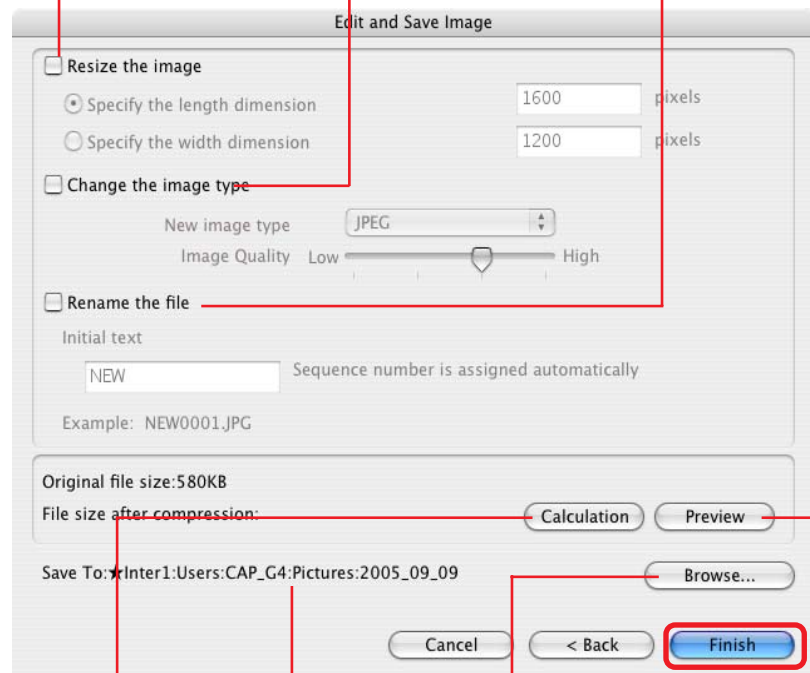 Edit and Save Image
Resize the image
Specify the length dimension 1600 pixels
Specify the width dimension 1200 pixels
Change the image type
New image type JPEG
Image Quality Low High
Rename the file
Initial text
NEW Sequence number is assigned automatically
Example: NEW0001.JPG
Original file size:580KB
File size after compression: Calculation Preview
Save To:★Inter1:Users:CAP_G4:Pictures:2005_09_09 Browse...
Cancel < Back Finish